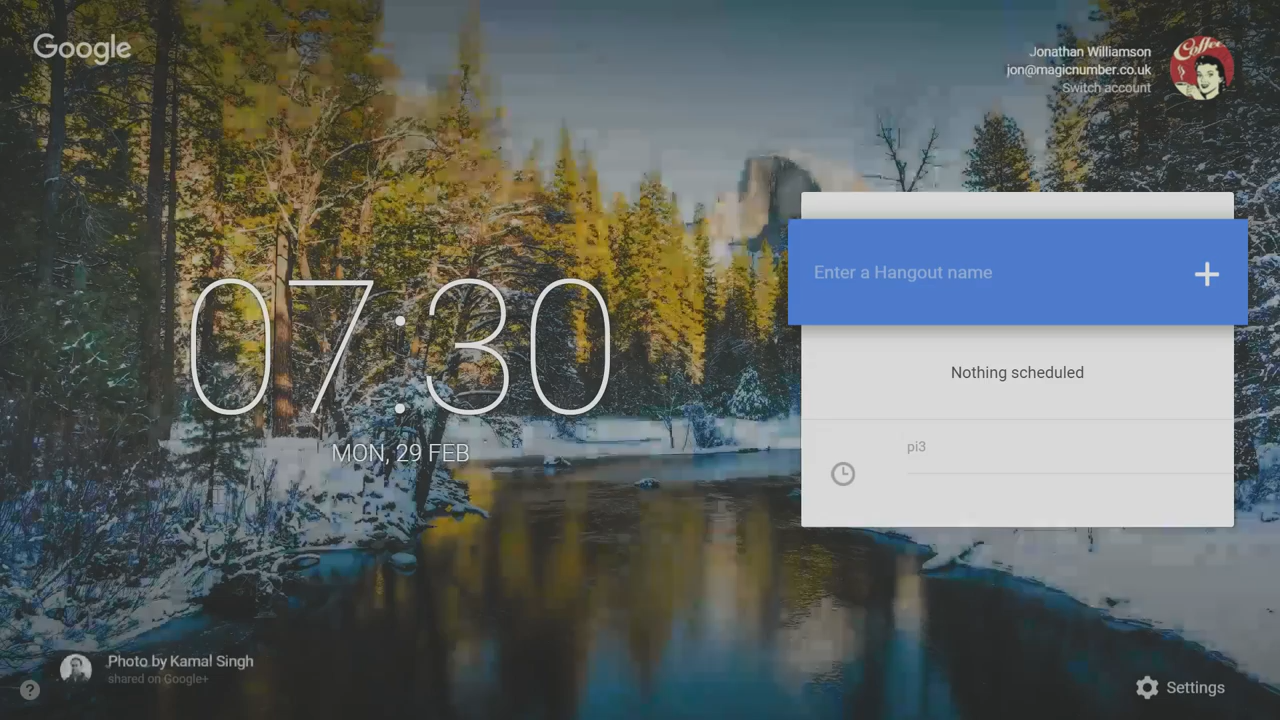 Google
Jonathan Williamson
jon@magicnumber.co.uk
Switch account
Coffee
Enter a Hangout name
07:30
MON, 29 FEB
Nothing scheduled
pi3
Photo by Kamal Singh
shared on Google+
?
Settings